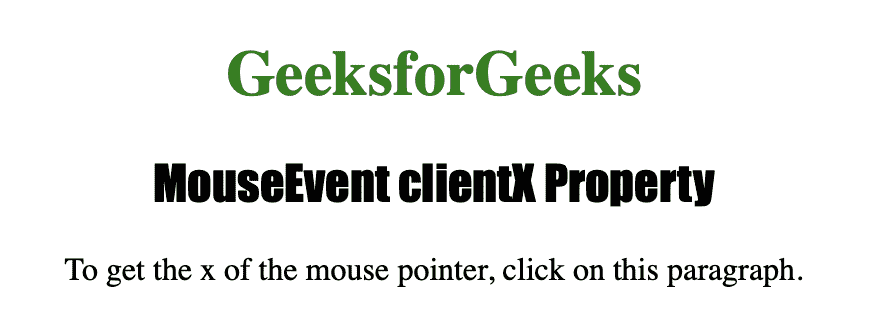 GeeksforGeeks
MouseEvent clientX Property
To get the x of the mouse pointer, click on this paragraph.